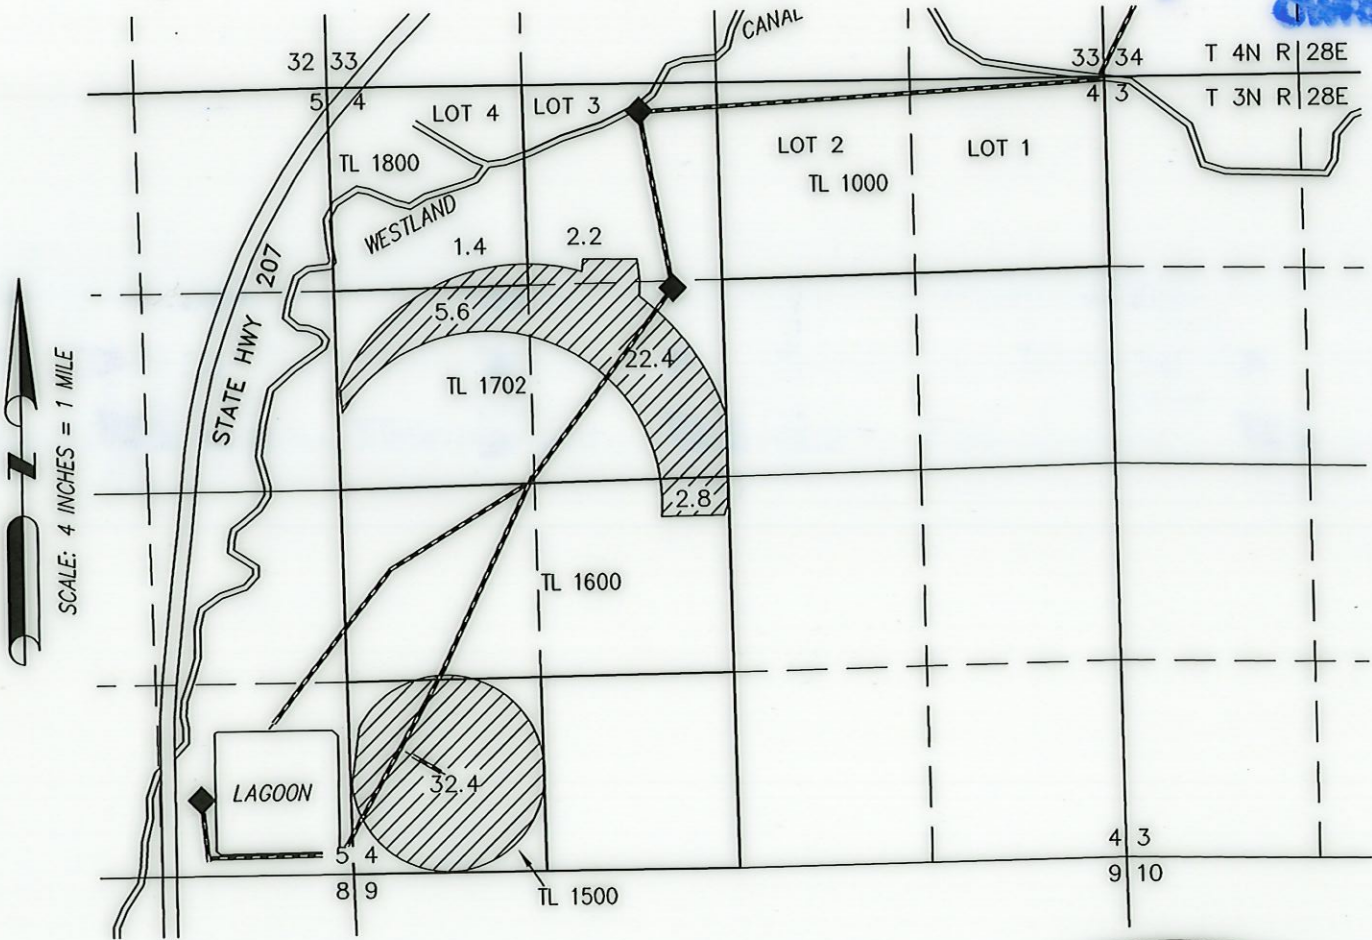 CANAL
32 33
33 34
T 4N R 28E
5 4
4 3
T 3N R 28E
LOT 4
LOT 3
LOT 2
LOT 1
TL 1800
TL 1000
WESTLAND
1.4
2.2
STATE HWY 207
5.6
22.4
TL 1702
N
SCALE: 4 INCHES = 1 MILE
2.8
TL 1600
LAGOON
32.4
5 4
4 3
8 9
9 10
TL 1500